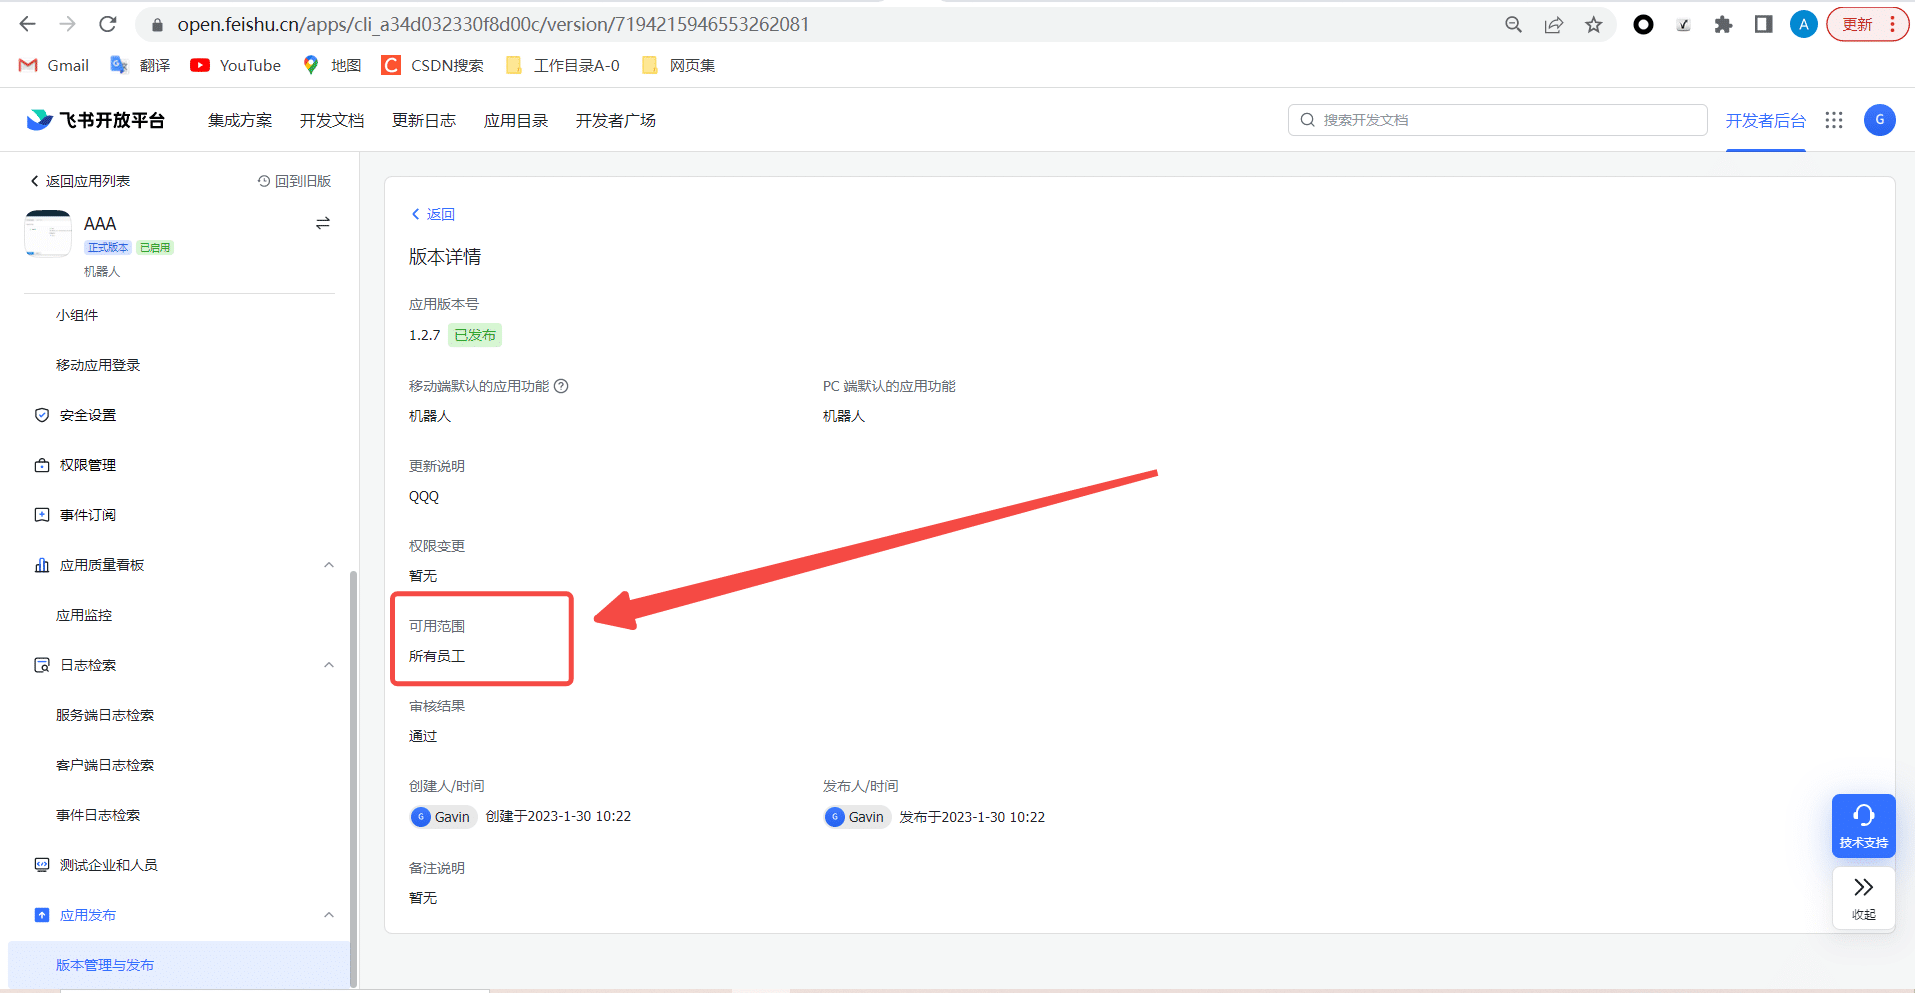 open.feishu.cn/apps/cli_a34d032330f8d00c/version/7194215946553262081
A
更新
Gmail
翻译
YouTube
地图
C CSDN搜索
工作目录A-0
网页集
飞书开放平台
集成方案
开发文档
更新日志
应用目录
开发者广场
搜索开发文档
开发者后台
G
返回应用列表
回到旧版
AAA
正式版本 已启用
机器人
小组件
移动应用登录
安全设置
权限管理
事件订阅
应用质量看板
应用监控
日志检索
服务端日志检索
客户端日志检索
事件日志检索
测试企业和人员
应用发布
版本管理与发布
返回
版本详情
应用版本号
1.2.7 已发布
移动端默认的应用功能
机器人
PC 端默认的应用功能
机器人
更新说明
QQQ
权限变更
暂无
可用范围
所有员工
审核结果
通过
创建人/时间
G Gavin 创建于2023-1-30 10:22
发布人/时间
G Gavin 发布于2023-1-30 10:22
备注说明
暂无
技术支持
收起